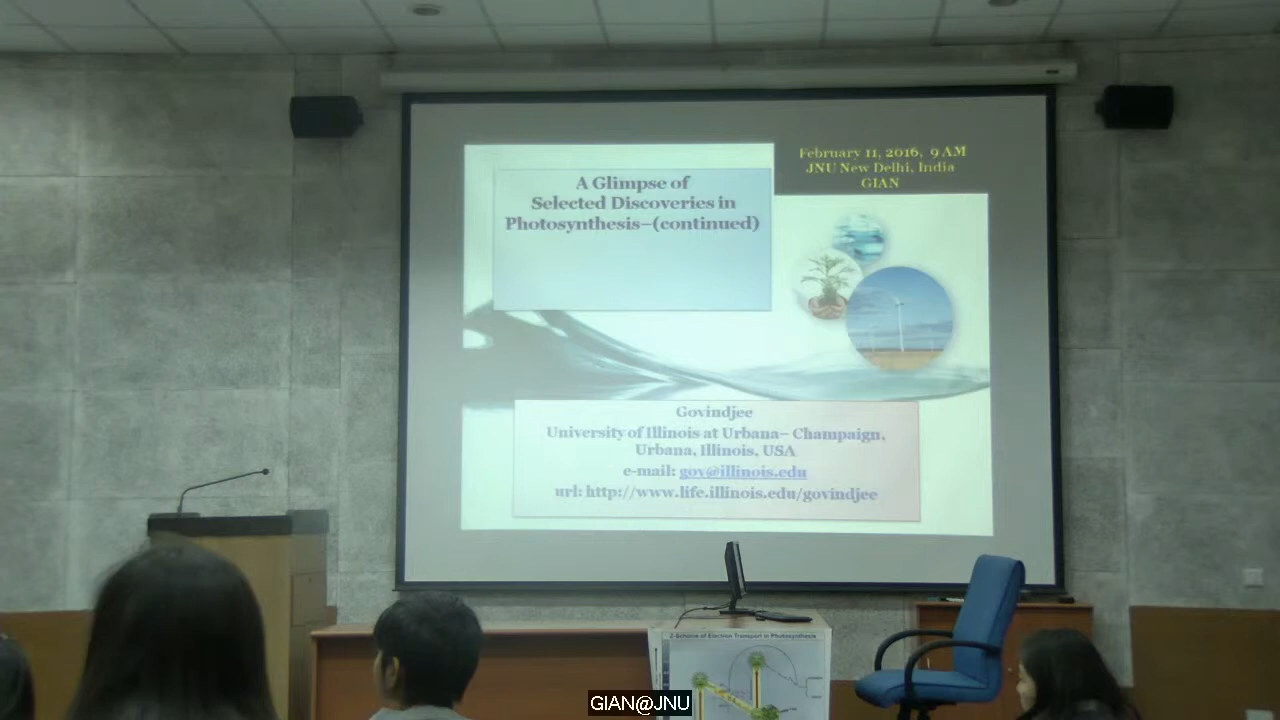 February 11, 2016, 9 AM
JNU New Delhi, India
GIAN
A Glimpse of
Selected Discoveries in
Photosynthesis–(continued)
Govindjee
University of Illinois at Urbana– Champaign,
Urbana, Illinois, USA
e-mail: gov@illinois.edu
url: http://www.life.illinois.edu/govindjee
Z-Scheme of Electron Transport in Photosynthesis
GIAN@JNU